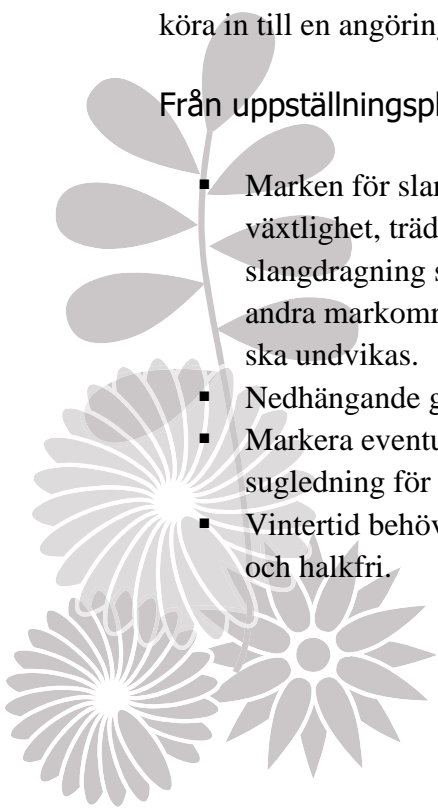 köra in till en angöring
Från uppställningspl
▪ Marken för slan
växtlighet, träd
slangdragning s
andra markomr
ska undvikas.
▪ Nedhängande g
▪ Markera eventu
sugledning för
▪ Vintertid behöv
och halkfri.